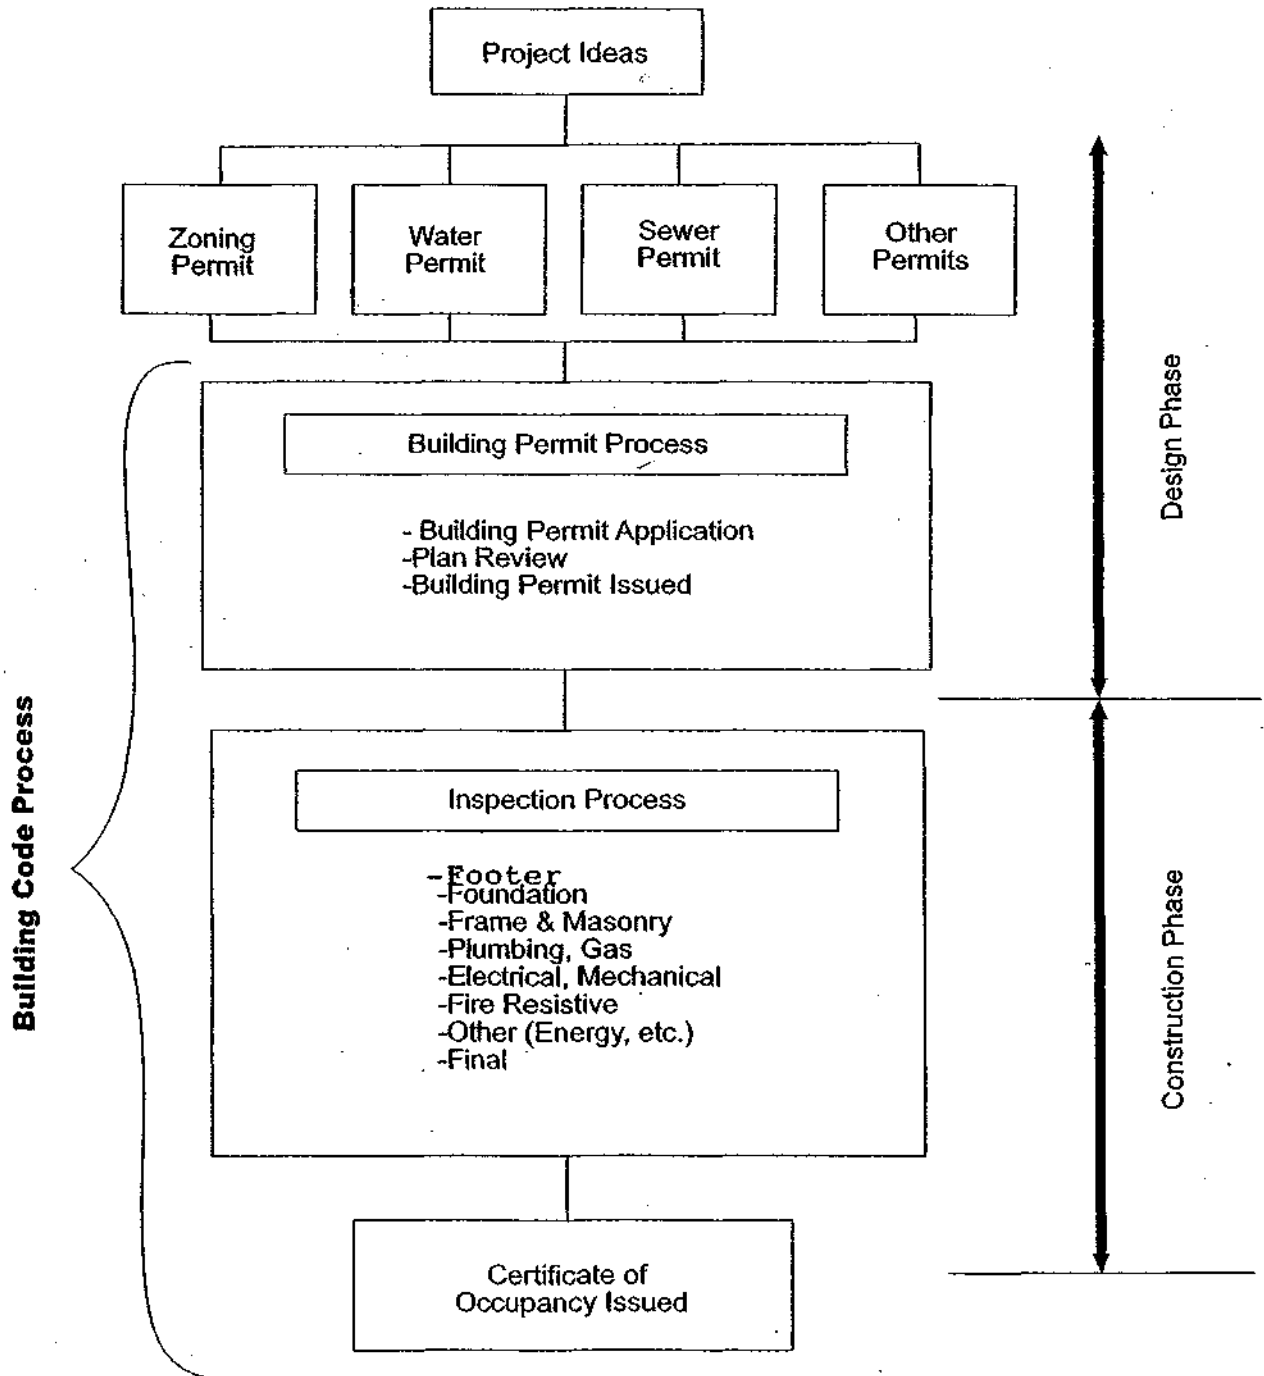 Project Ideas
Zoning
Permit
Water
Permit
Sewer
Permit
Other
Permits
Building Permit Process
- Building Permit Application
-Plan Review
-Building Permit Issued
Design Phase
Building Code Process
Inspection Process
-Footer
-Foundation
-Frame & Masonry
-Plumbing, Gas
-Electrical, Mechanical
-Fire Resistive
-Other (Energy, etc.)
-Final
Construction Phase
Certificate of
Occupancy Issued